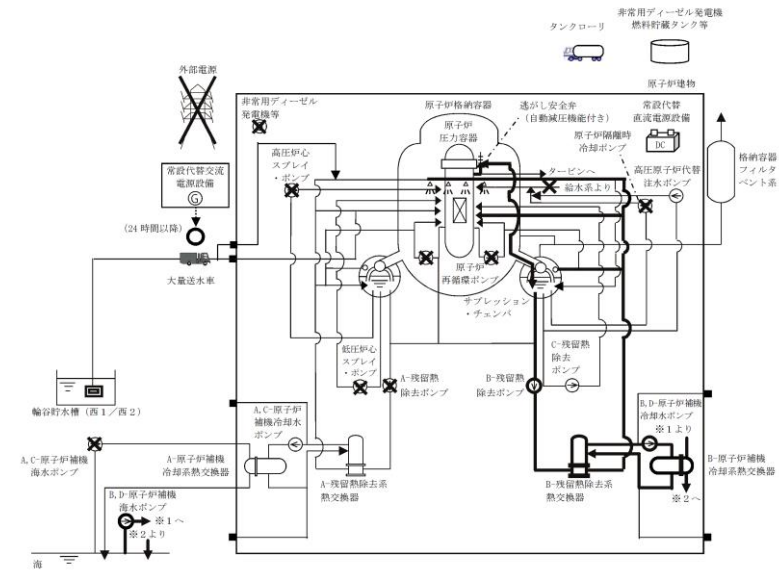 タンクローリ
非常用ディーゼル発電機
燃料貯蔵タンク等
外部電源
原子炉建物
非常用ディーゼル
発電機等
原子炉格納容器
逃がし安全弁
(自動減圧機能付き)
常設代替
直流電源設備
DC
原子炉
圧力容器
原子炉隔離時
冷却ポンプ
高圧炉心
スプレイ
・ポンプ
タービンへ
給水系より
高圧原子炉代替
注水ポンプ
格納容器
フィルタ
ベント系
常設代替交流
電源設備
G
(24時間以降)
大量送水車
原子炉
再循環ポンプ
サプレッション
・チェンバ
低圧炉心
スプレイ
・ポンプ
A-残留熱
除去ポンプ
B-残留熱
除去ポンプ
C-残留熱
除去
ポンプ
輪谷貯水槽(西1/西2)
A,C-原子炉
補機冷却水
ポンプ
B,D-原子炉補機
冷却水ポンプ
※1より
A,C-原子炉補機
海水ポンプ
A-原子炉補機
冷却系熱交換器
A-残留熱除去系
熱交換器
B-残留熱除去系
熱交換器
B-原子炉補機
冷却系熱交換器
※2へ
B,D-原子炉補機
海水ポンプ
※1へ
※2より
海